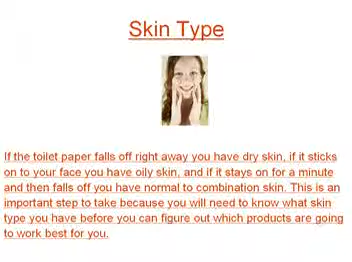 Skin Type
If the toilet paper falls off right away you have dry skin, if it sticks
on to your face you have oily skin, and if it stays on for a minute
and then falls off you have normal to combination skin. This is an
important step to take because you will need to know what skin
type you have before you can figure out which products are going
to work best for you.